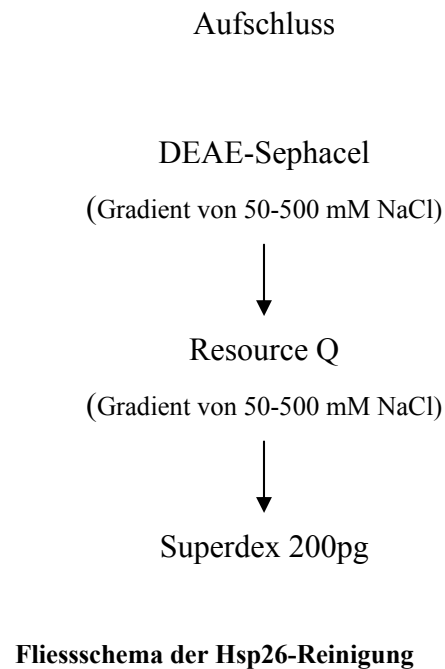 Aufschluss
DEAE-Sephacel
(Gradient von 50-500 mM NaCl)
Resource Q
(Gradient von 50-500 mM NaCl)
Superdex 200pg
Fliessschema der Hsp26-Reinigung